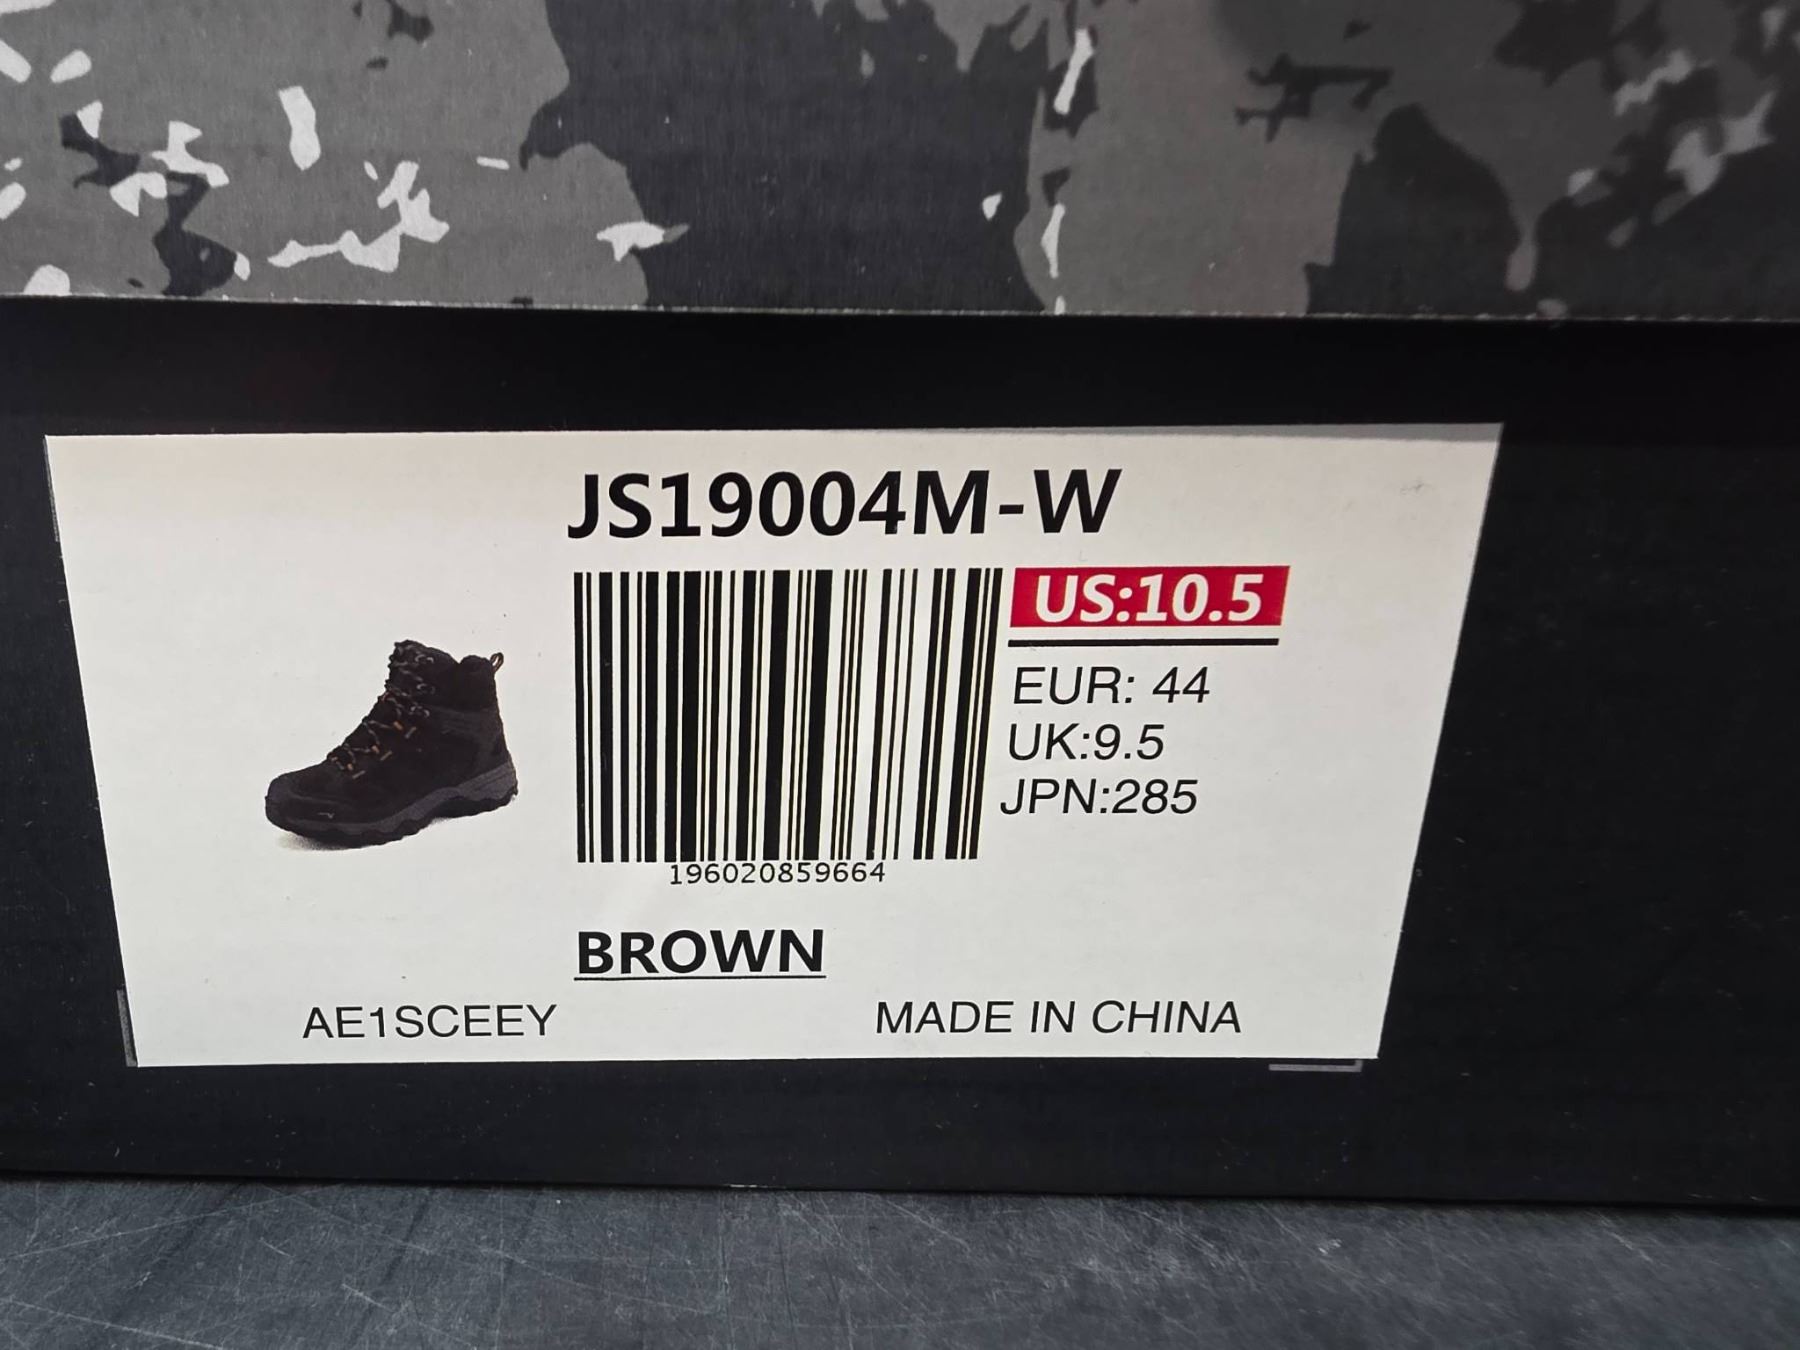 JS19004M-W
US:10.5
EUR: 44
UK:9.5
JPN:285
196020859664
BROWN
AE1SCEEY
MADE IN CHINA